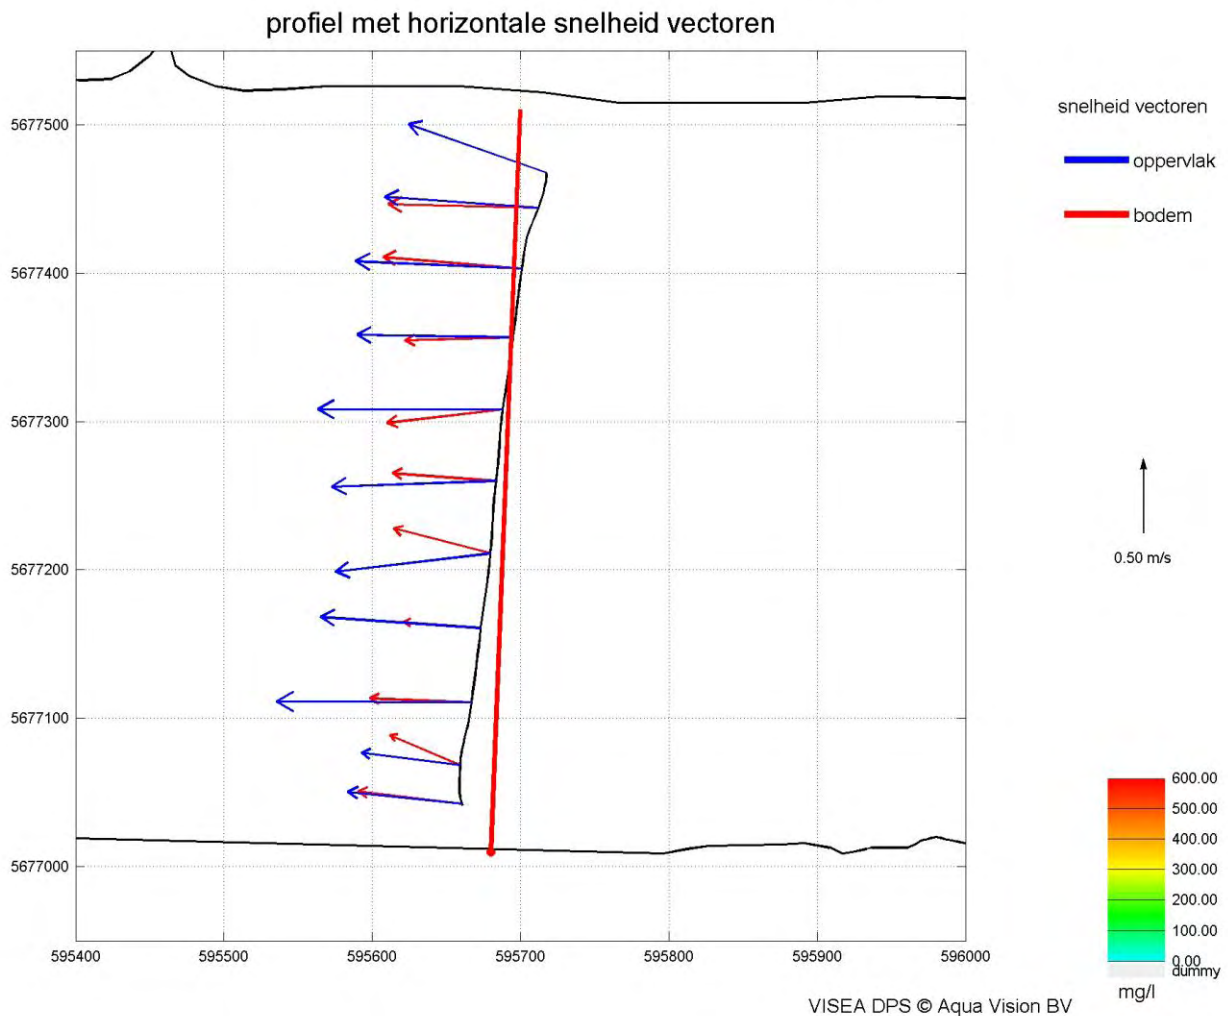 profiel met horizontale snelheid vectoren
snelheid vectoren
oppervlak
bodem
5677500
5677400
5677300
5677200
5677100
5677000
0.50 m/s
600.00
500.00
400.00
300.00
200.00
100.00
0.00
dummy
mg/l
595400 595500 595600 595700 595800 595900 596000
VISEA DPS © Aqua Vision BV